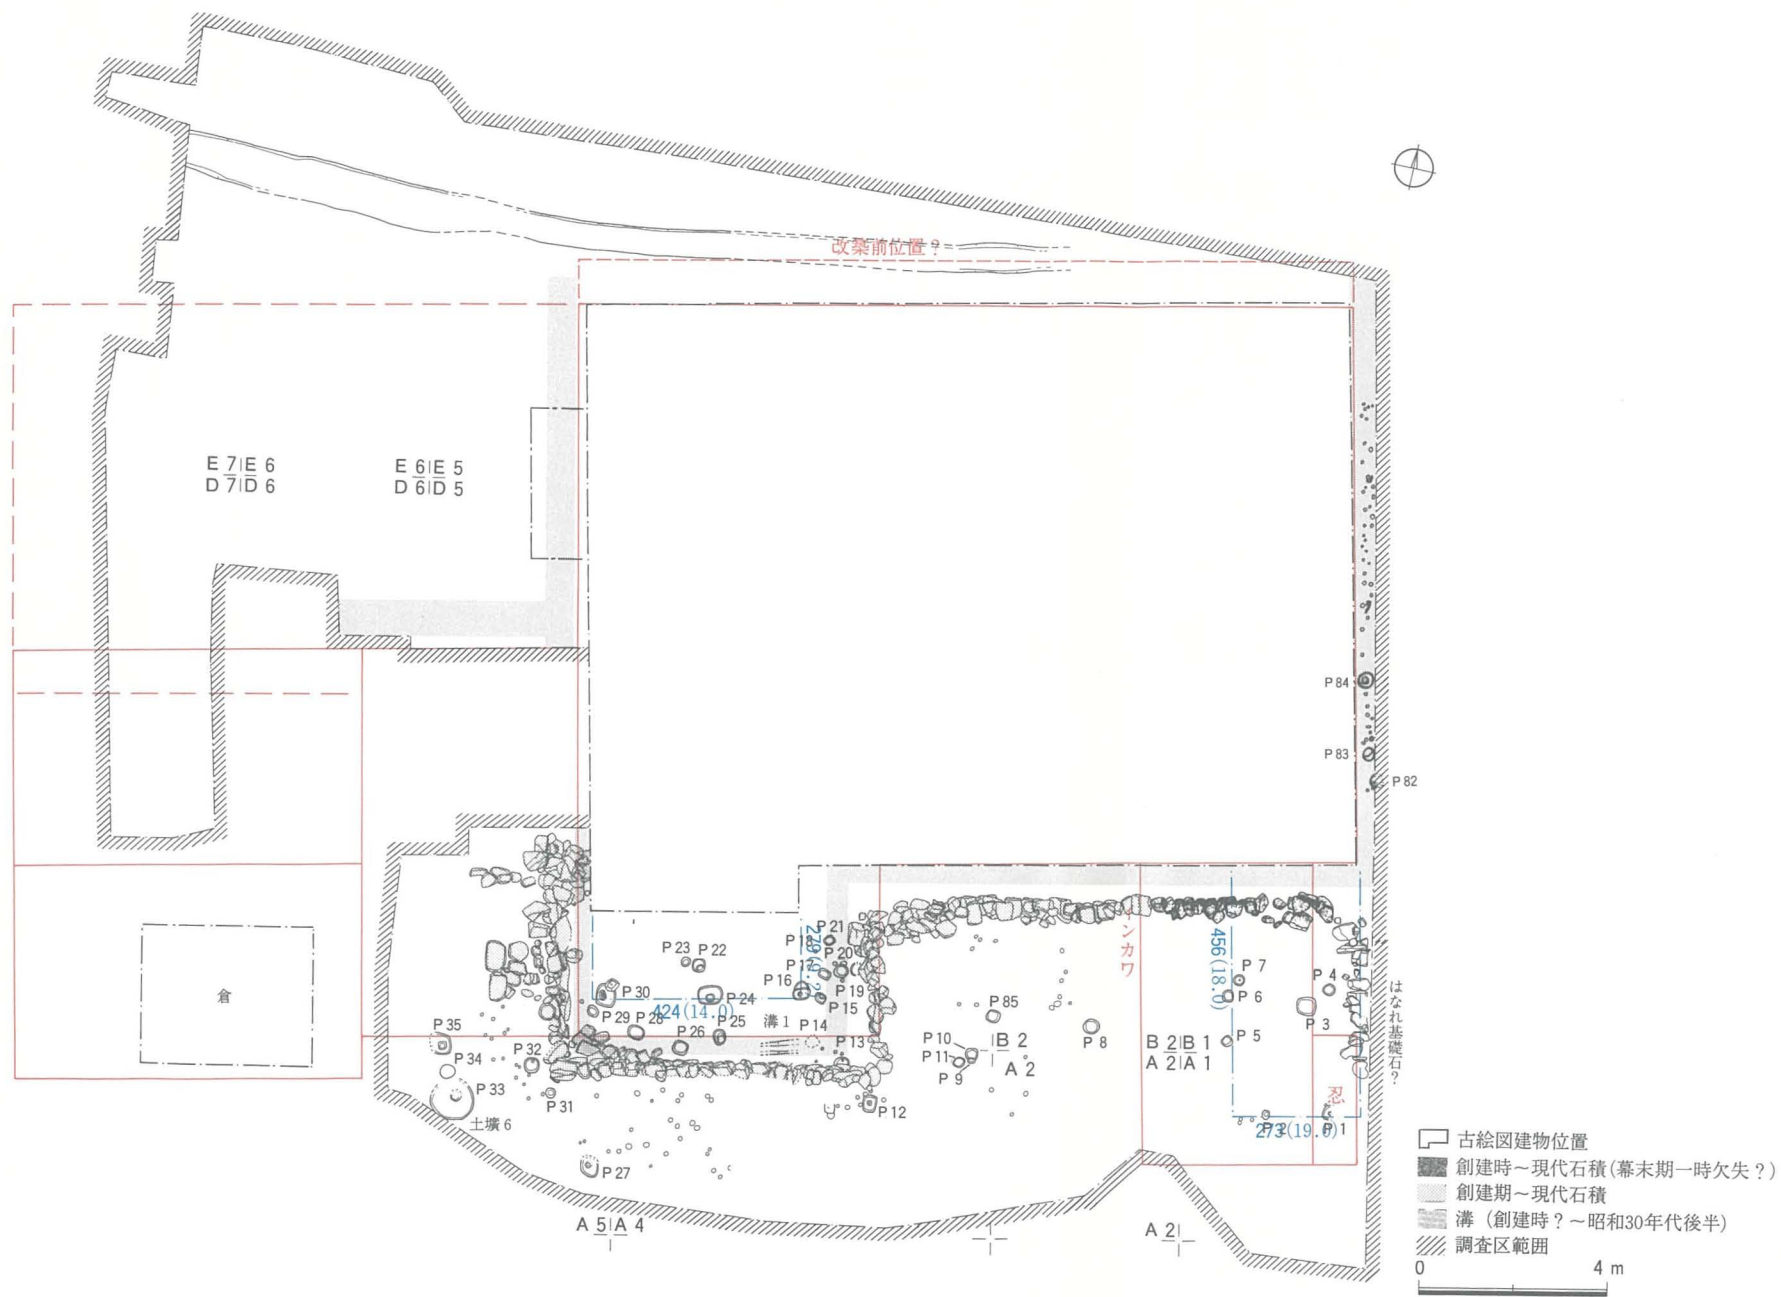 改築前位置?
E 7|E 6
D 7|D 6
E 6|E 5
D 6|D 5
P 84
P 83
P 82
倉
P 23
P 22
P 21
P 18
P 20
P 17
P 16
P 19
P 15
P 30
P 24
P 29
424(14.0)
P 28
P 26
P 25
溝 1
P 14
P 13
P 35
P 34
P 32
P 33
P 31
土壙 6
P 27
P 12
P 85
P 10
P 11
P 9
B 2
A 2
P 8
インカワ
456(18.0)
P 7
P 6
P 5
P 4
P 3
B 2|B 1
A 2|A 1
はなれ基礎石?
忍
P 2
P 1
273(19.0)
A 5|A 4
A 2|
古絵図建物位置
創建時~現代石積(幕末期一時欠失?)
創建期~現代石積
溝(創建時?~昭和30年代後半)
調査区範囲
0 4 m